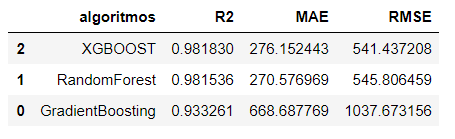 algoritmos R2 MAE RMSE
2 XGBOOST 0.981830 276.152443 541.437208
1 RandomForest 0.981536 270.576969 545.806459
0 GradientBoosting 0.933261 668.687769 1037.673156